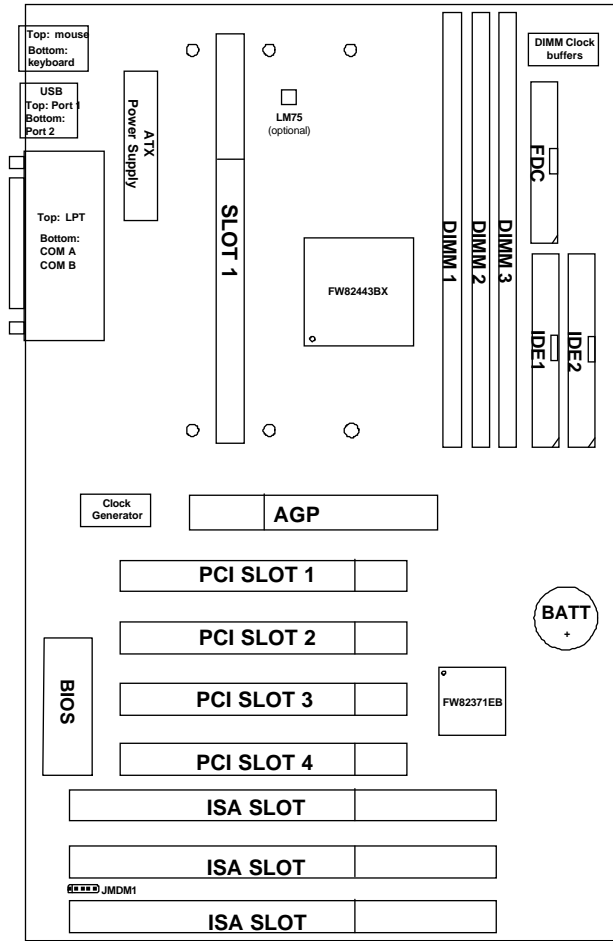 Top: mouse
Bottom:
keyboard
USB
Top: Port 1
Bottom:
Port 2
ATX
Power Supply
Top: LPT
Bottom:
COM A
COM B
SLOT 1
LM75
(optional)
FW82443BX
DIMM 1
DIMM 2
DIMM 3
DIMM Clock
buffers
FDC
IDE1
IDE2
Clock
Generator
AGP
PCI SLOT 1
PCI SLOT 2
PCI SLOT 3
PCI SLOT 4
BIOS
BATT
+
FW82371EB
ISA SLOT
ISA SLOT
JMDM1
ISA SLOT